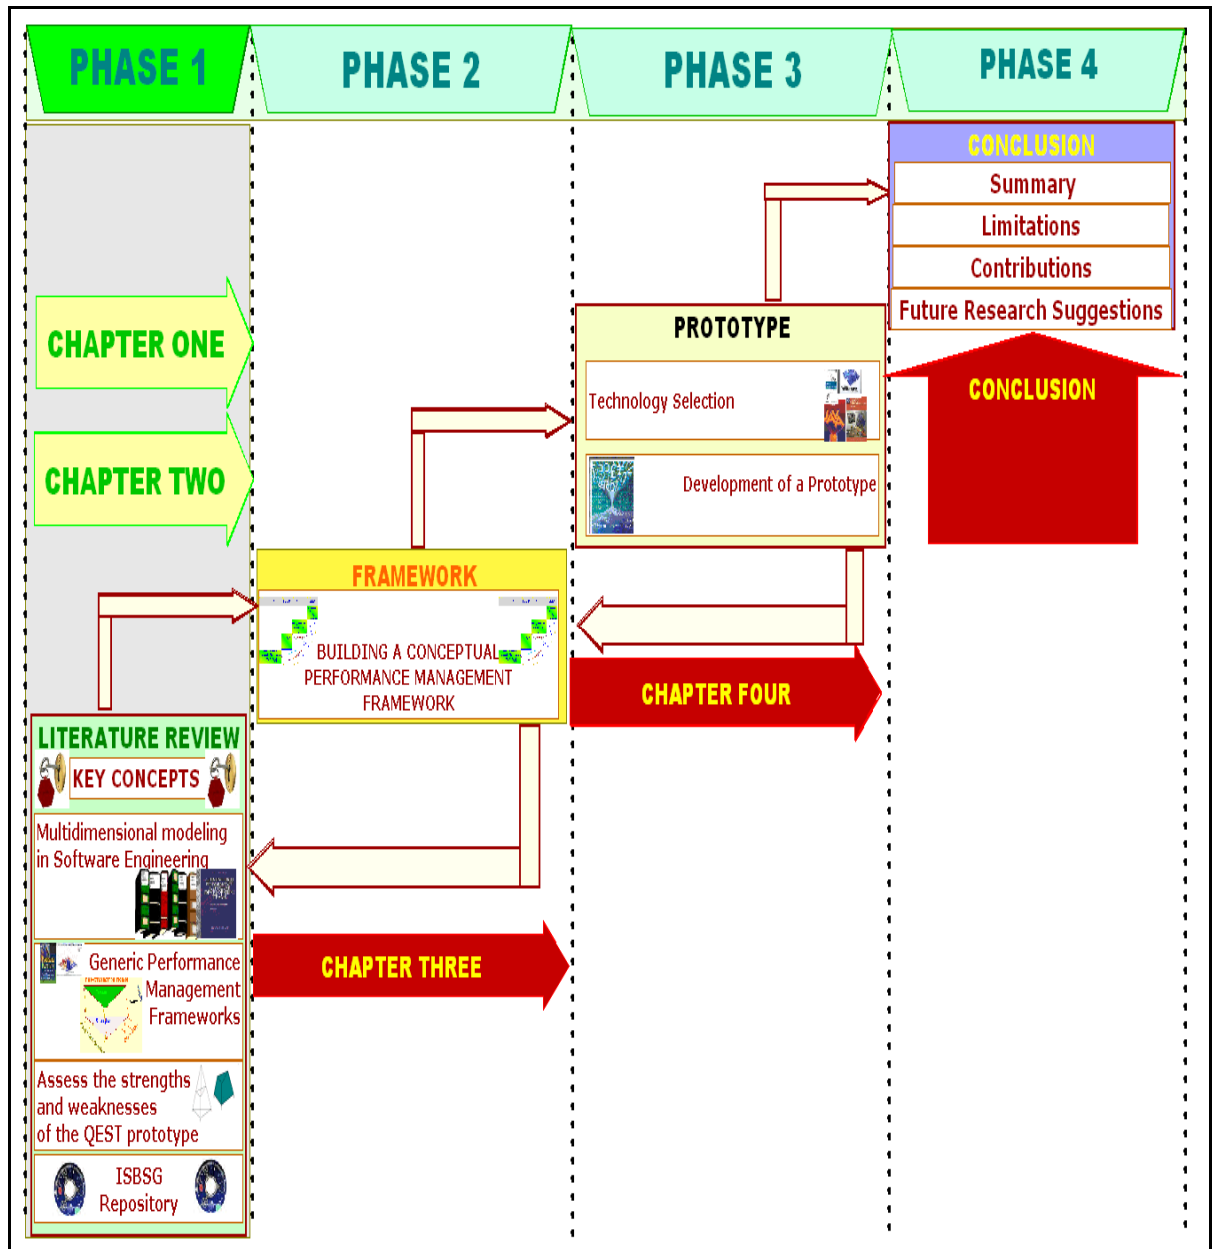 PHASE 1
PHASE 2
PHASE 3
PHASE 4
CHAPTER ONE
CHAPTER TWO
LITERATURE REVIEW
KEY CONCEPTS
Multidimensional modeling
in Software Engineering
Generic Performance
Management
Frameworks
Assess the strengths
and weaknesses
of the QEST prototype
ISBSG
Repository
FRAMEWORK
BUILDING A CONCEPTUAL
PERFORMANCE MANAGEMENT
FRAMEWORK
CHAPTER THREE
PROTOTYPE
Technology Selection
Development of a Prototype
CHAPTER FOUR
CONCLUSION
Summary
Limitations
Contributions
Future Research Suggestions
CONCLUSION